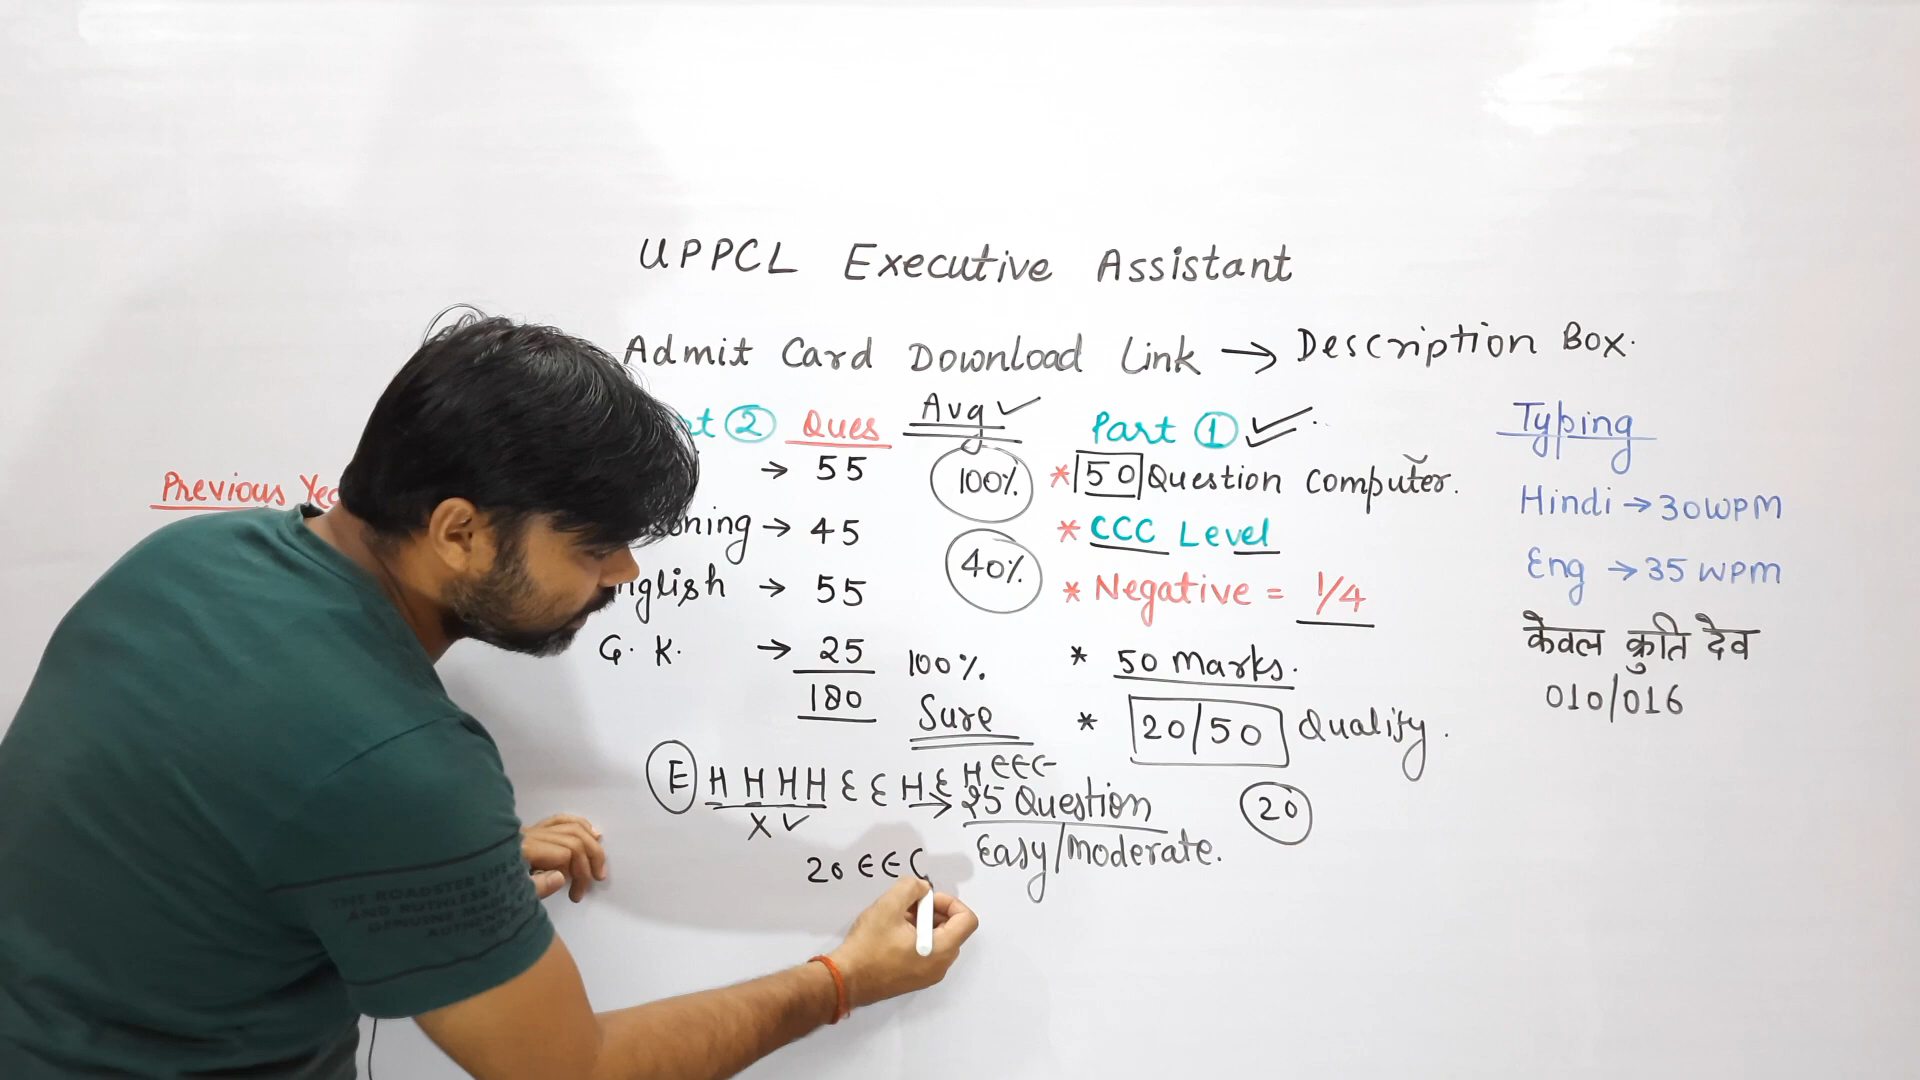 UPPCL Executive Assistant
Admit Card Download Link → Description Box.
Previous
2 Ques
→ 55
→ 45
→ 55
G. K. → 25
180
Avg ✓
100%
40%
100%.
Sure
Part 1 ✓
* 50 Question Computer.
* CCC Level
* Negative = 1/4
* 50 Marks.
* 20/50 Qualify.
20
E H H H H E E H E H E E E
X ✓
→ 25 Question
Easy/Moderate.
20 E E
Typing
Hindi → 30WPM
Eng → 35 WPM
केवल क्रुति देव
010/016